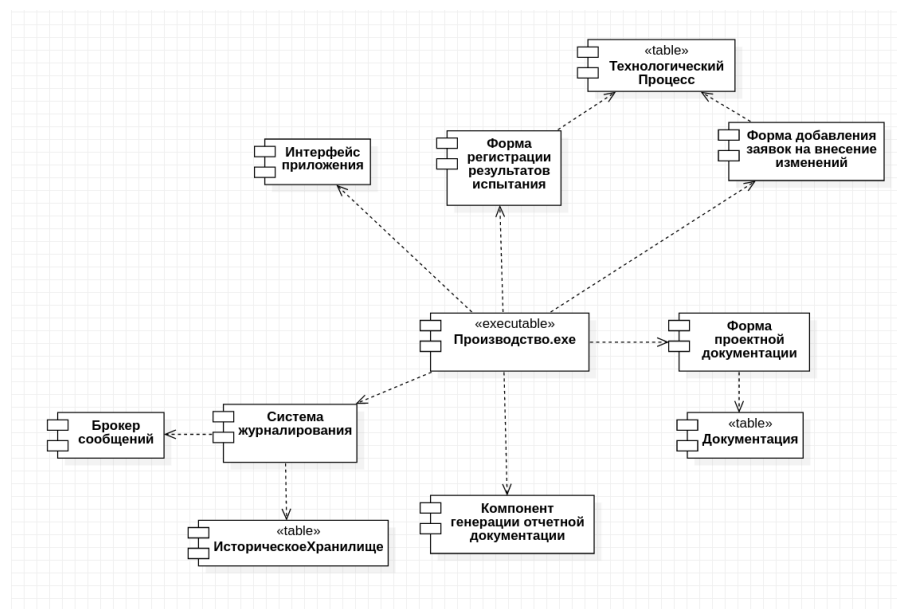 «table»
Технологический
Процесс
Интерфейс
приложения
Форма
регистрации
результатов
испытания
Форма добавления
заявок на внесение
изменений
«executable»
Производство.exe
Форма
проектной
документации
Система
журналирования
Брокер
сообщений
«table»
Документация
Компонент
генерации отчетной
документации
«table»
ИсторическоеХранилище